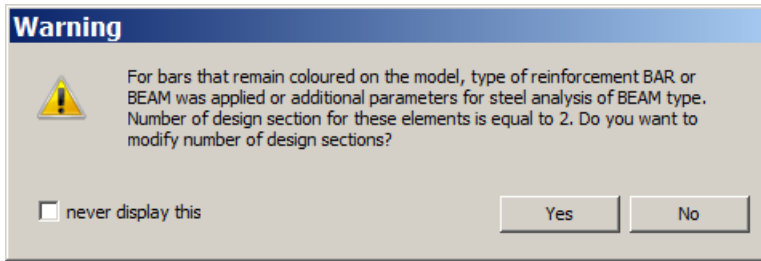 Warning
For bars that remain coloured on the model, type of reinforcement BAR or
BEAM was applied or additional parameters for steel analysis of BEAM type.
Number of design section for these elements is equal to 2. Do you want to
modify number of design sections?
never display this
Yes
No